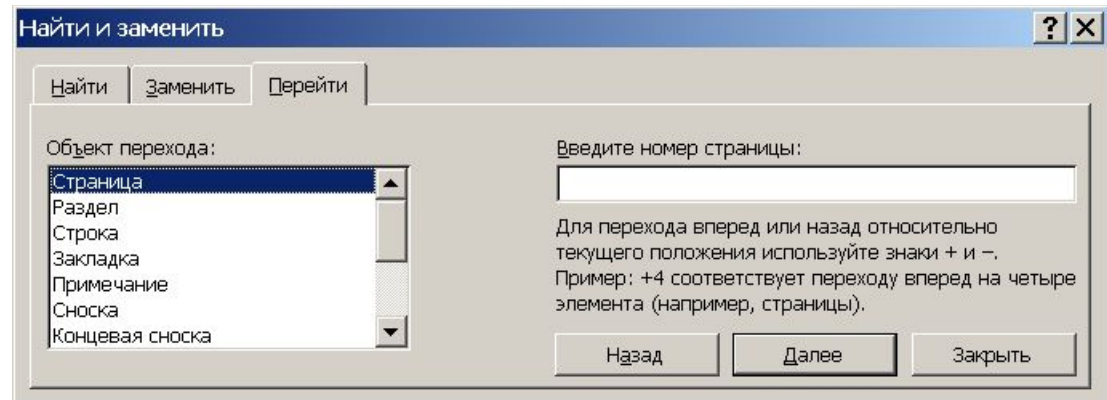 Найти и заменить
? ×
Найти Заменить Перейти
Объект перехода:
Страница
Раздел
Строка
Закладка
Примечание
Сноска
Концевая сноска
Введите номер страницы:
Для перехода вперед или назад относительно
текущего положения используйте знаки + и –.
Пример: +4 соответствует переходу вперед на четыре
элемента (например, страницы).
Назад Далее Закрыть